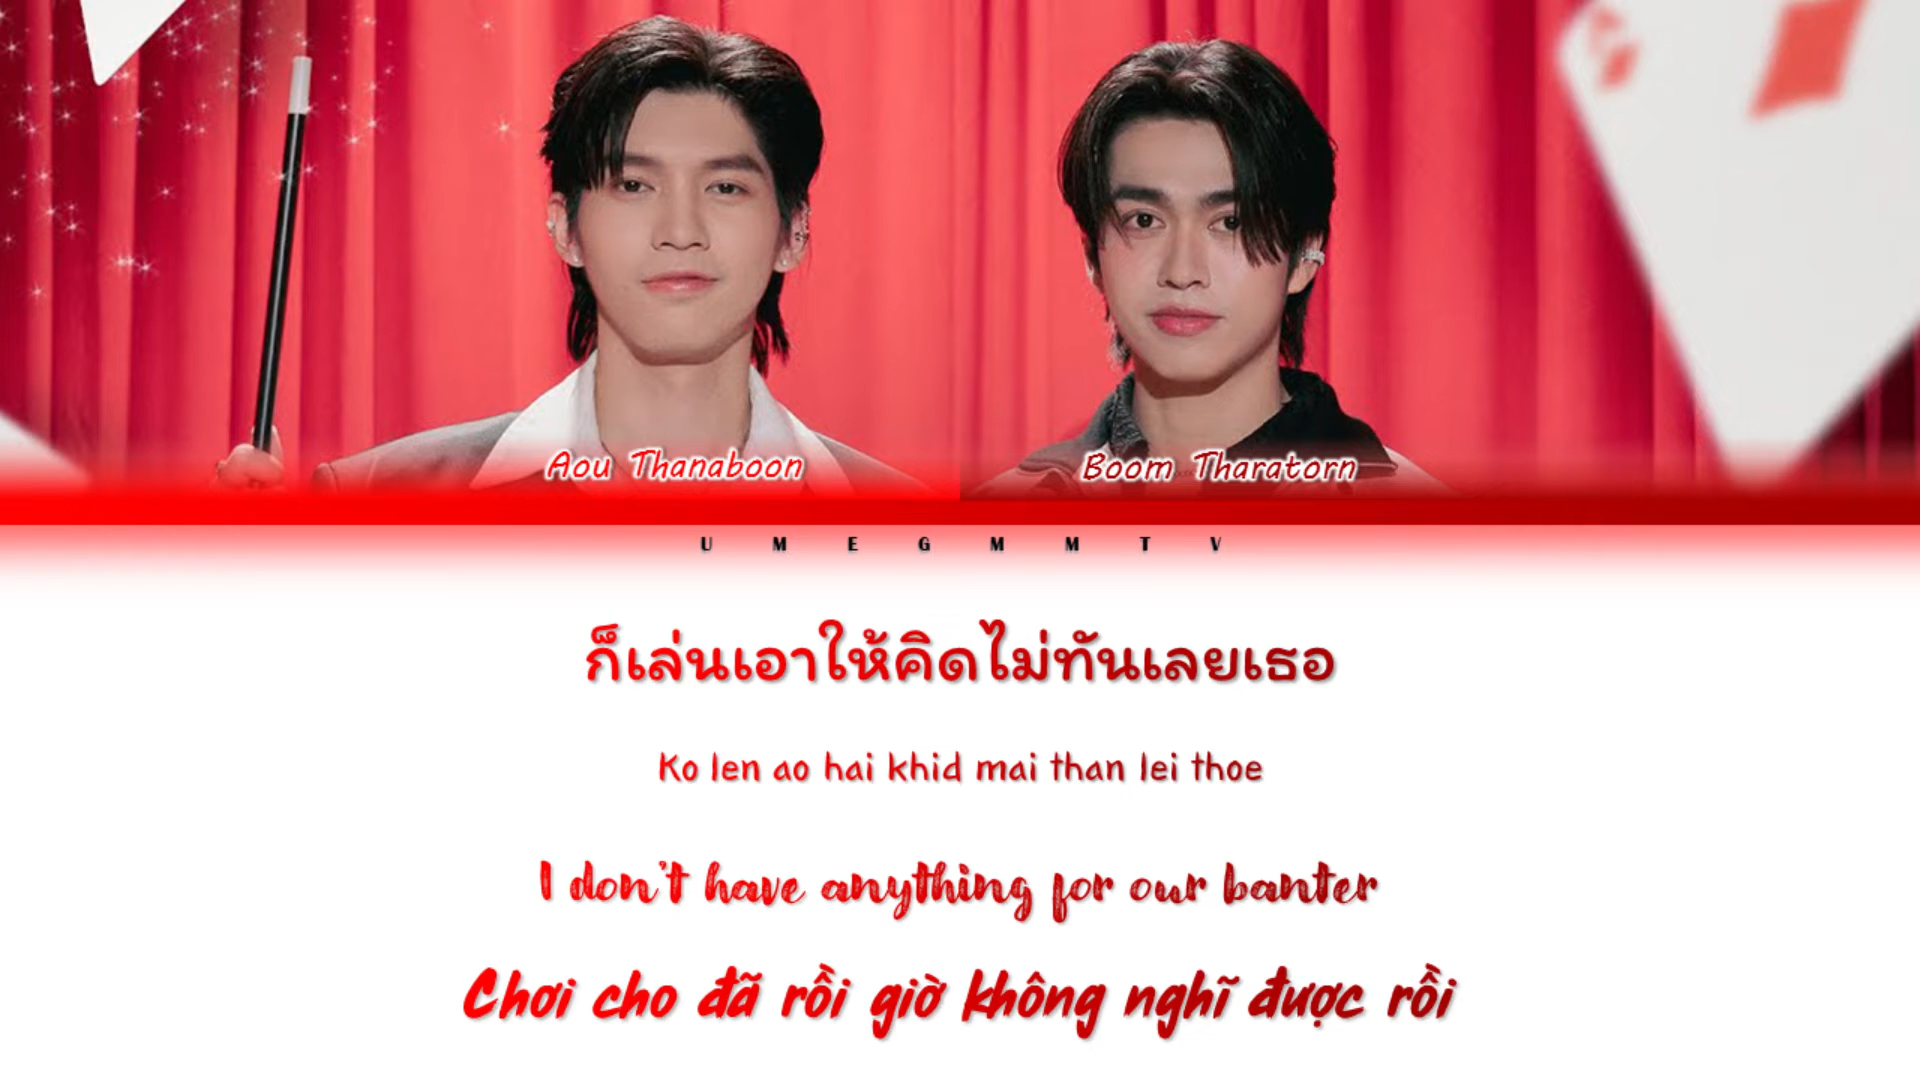 Aou Thanaboon
Boom Tharatorn
U M E G M M T V
ก็เล่นเอาให้คิดไม่ทันเลยเธอ
Ko len ao hai khid mai than lei thoe
I don't have anything for our banter
Chơi cho đã rồi giờ không nghĩ được rồi